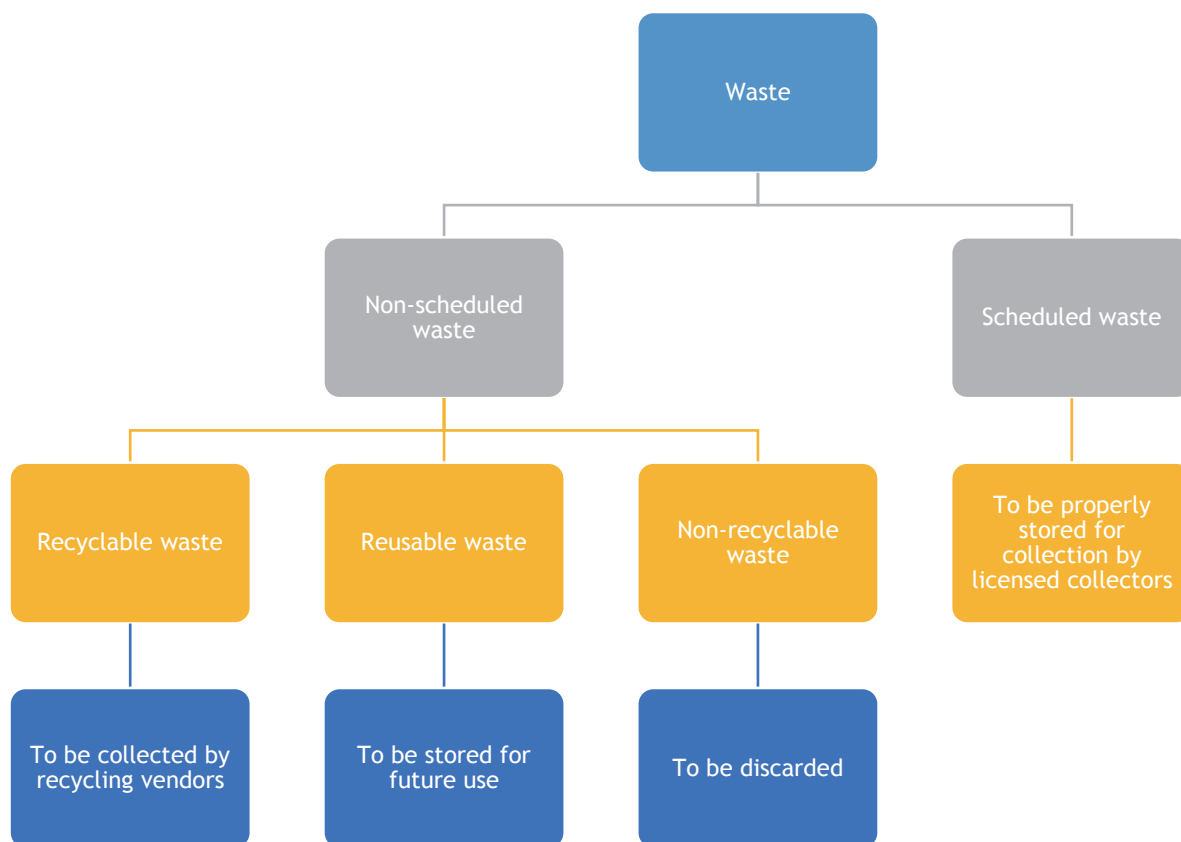 Waste
Non-scheduled
waste
Scheduled waste
Recyclable waste
Reusable waste
Non-recyclable
waste
To be properly
stored for
collection by
licensed collectors
To be collected by
recycling vendors
To be stored for
future use
To be discarded